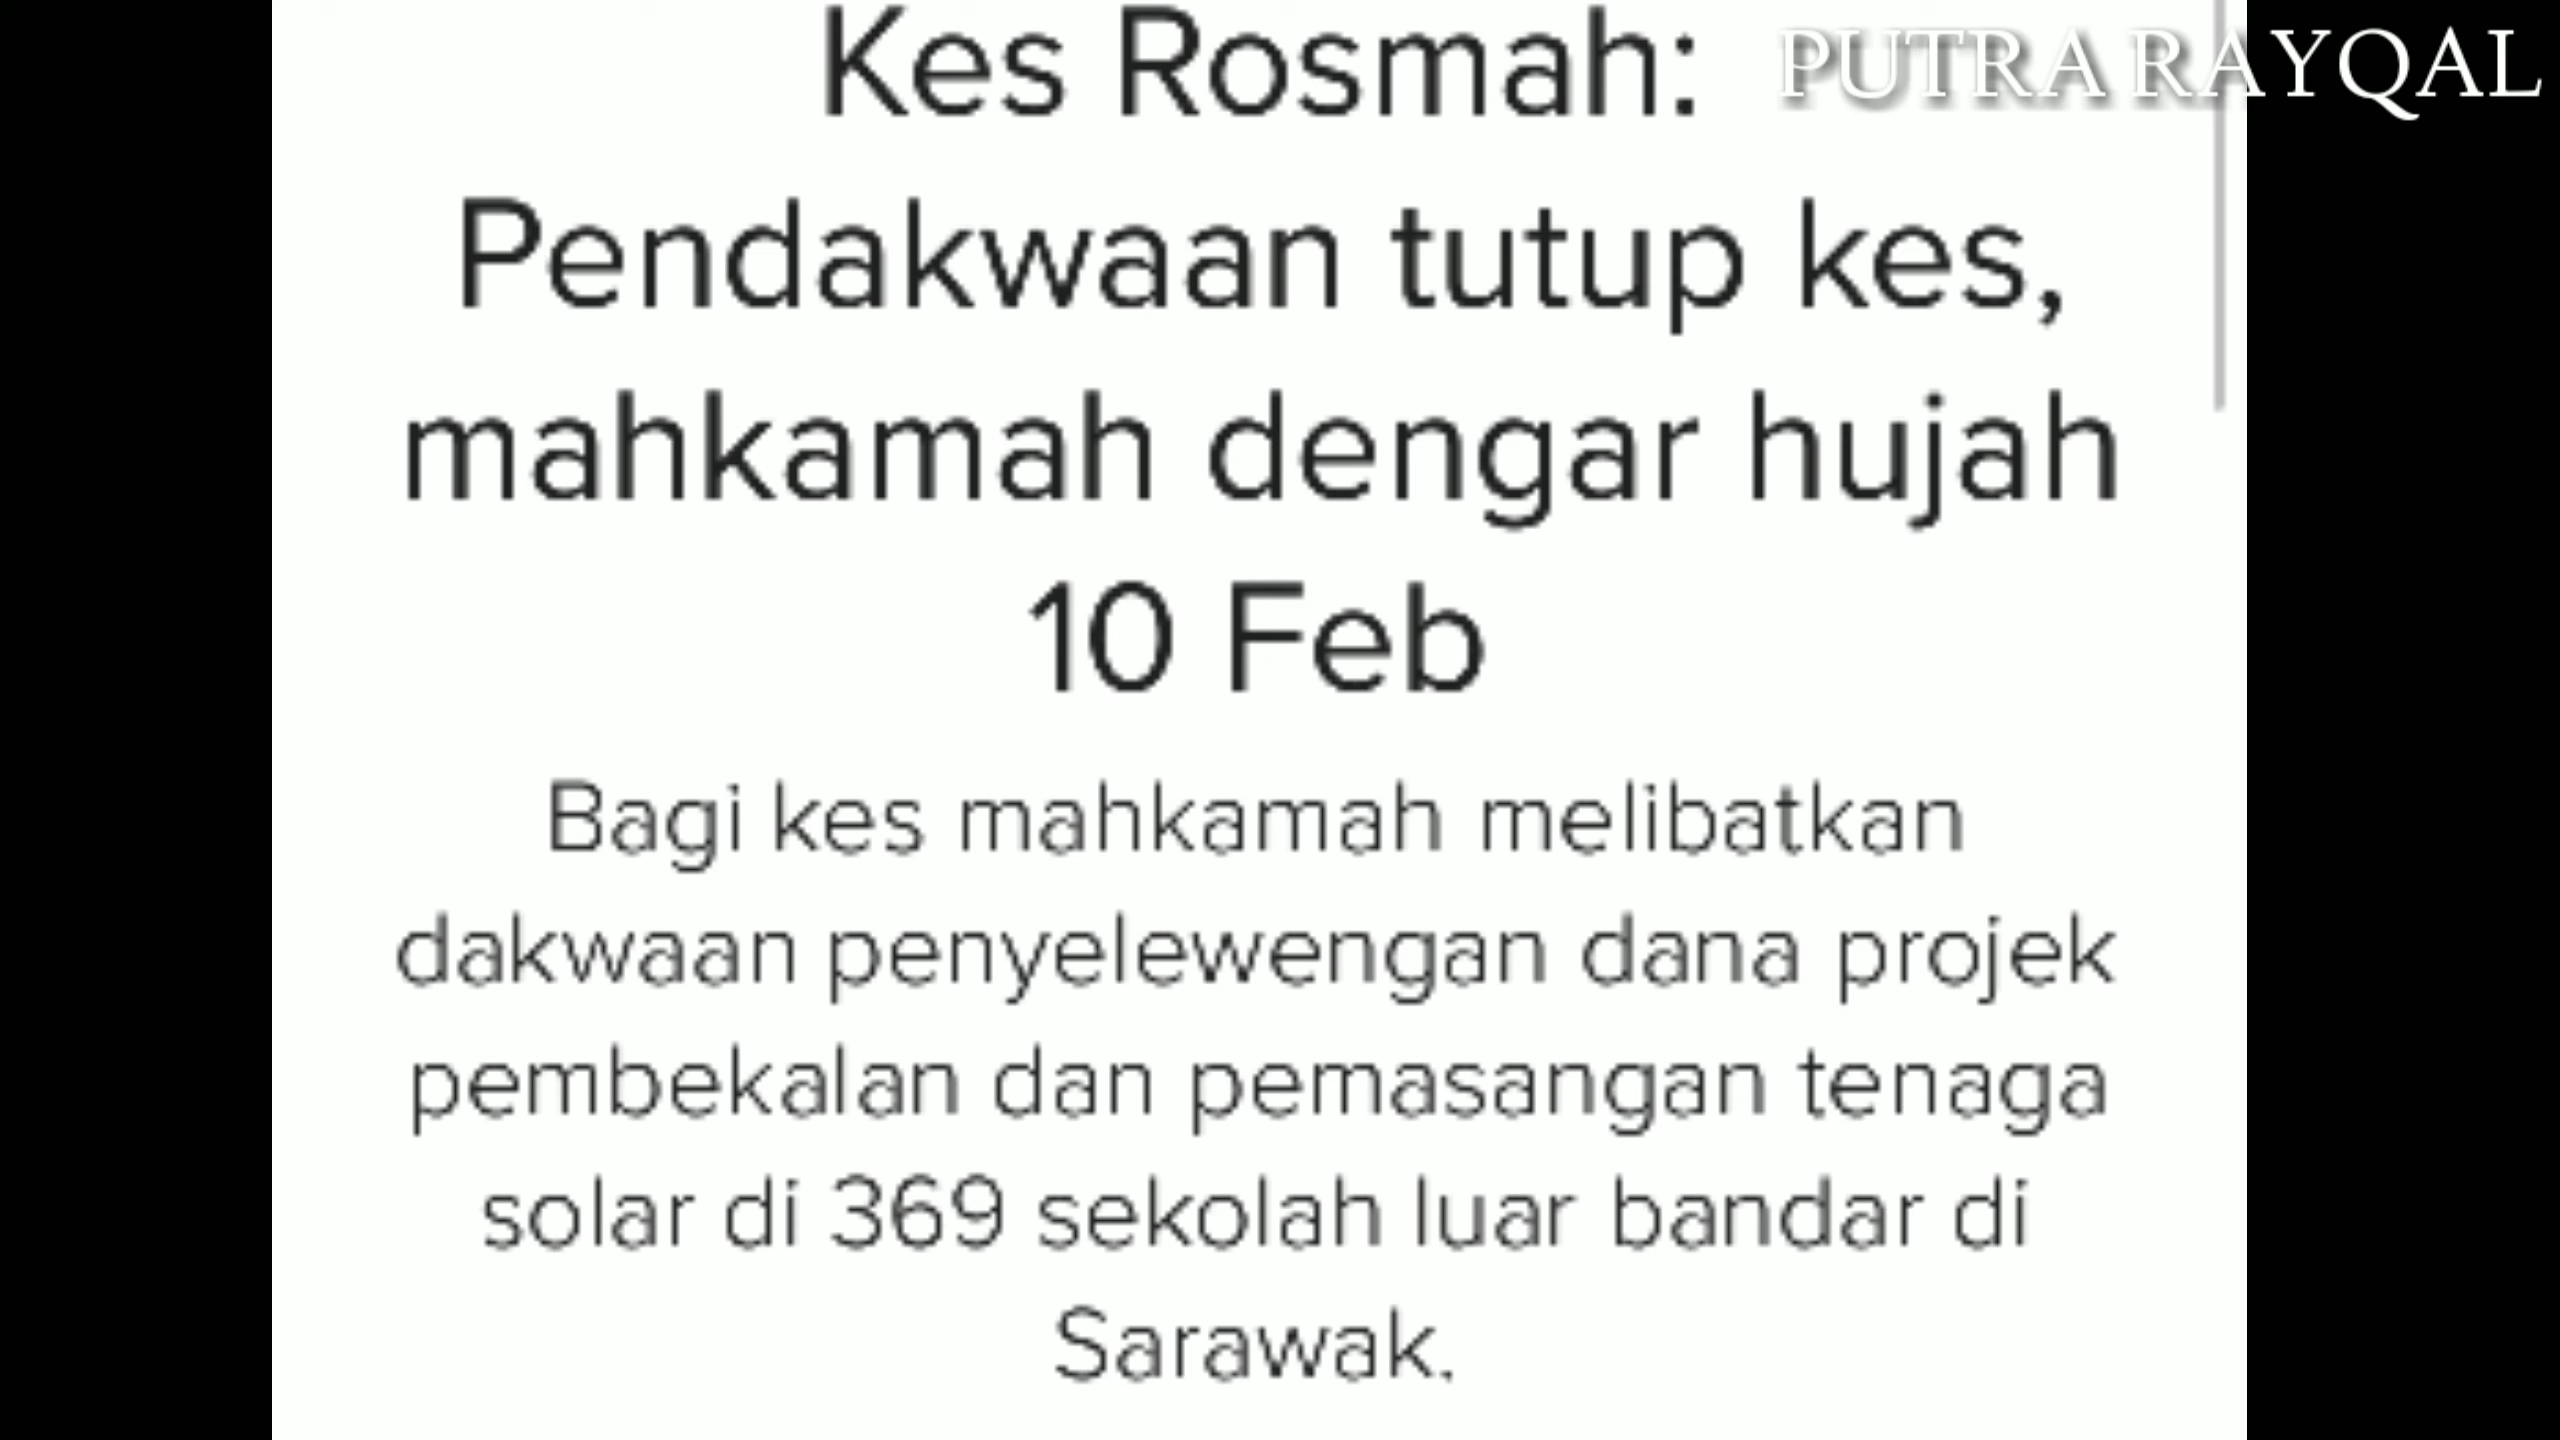 Kes Rosmah:
PUTRA RAYQAL
Pendakwaan tutup kes,
mahkamah dengar hujah
10 Feb
Bagi kes mahkamah melibatkan
dakwaan penyelewengan dana projek
pembekalan dan pemasangan tenaga
solar di 369 sekolah luar bandar di
Sarawak.